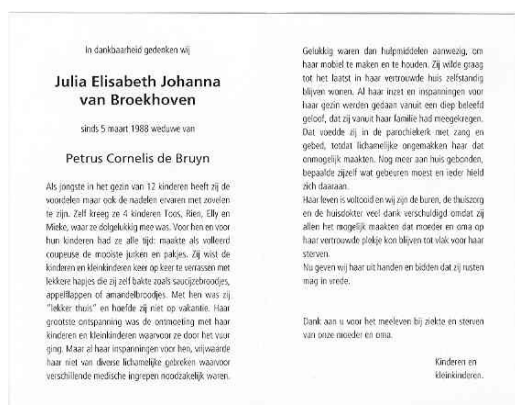 In dankbaarheid gedenken wij
Julia Elisabeth Johanna
van Broekhoven
sinds 5 maart 1988 weduwe van
Petrus Cornelis de Bruyn
Als jongste in het gezin van 12 kinderen heeft zij de
voordelen maar ook de nadelen ervaren met zovelen
te zijn. Zelf kreeg ze 4 kinderen Toos, Rien, Elly en
Mieke, waar ze dolgelukkig mee was. Voor hen en voor
hun kinderen had ze alle tijd: maakte als volleerd
coupeuse de mooiste jurken en pakjes. Zij wist de
kinderen en kleinkinderen keer op keer te verrassen met
lekkere hapjes die zij zelf bakte zoals saucijzebroodjes,
appelflappen of amandelbroodjes. Met hen was zij
"lekker thuis" en hoefde zij niet op vakantie. Haar
grootste ontspanning was de ontmoeting met haar
kinderen en kleinkinderen waarvoor ze door het vuur
ging. Maar al haar inspanningen voor hen, vrijwaarde
haar niet van diverse lichamelijke gebreken waarvoor
verschillende medische ingrepen noodzakelijk waren.
Gelukkig waren dan hulpmiddelen aanwezig, om
haar mobiel te maken en te houden. Zij wilde graag
tot het laatst in haar vertrouwde huis zelfstandig
blijven wonen. Al haar inzet en inspanningen voor
haar gezin werden gedaan vanuit een diep beleefd
geloof, dat zij vanuit haar familie had meegekregen.
Dat voedde zij in de parochiekerk met zang en
gebed, totdat lichamelijke ongemakken haar dat
onmogelijk maakten. Nog meer aan huis gebonden,
bepaalde zijzelf wat gebeuren moest en ieder hield
zich daaraan.
Haar leven is voltooid en wij zijn de buren, de thuiszorg
en de huisdokter veel dank verschuldigd omdat zij
allen het mogelijk maakten dat moeder en oma op
haar vertrouwde plekje kon blijven tot vlak voor haar
sterven.
Nu geven wij haar uit handen en bidden dat zij rusten
mag in vrede.
Dank aan u voor het meeleven bij ziekte en sterven
van onze moeder en oma.
Kinderen en
kleinkinderen.